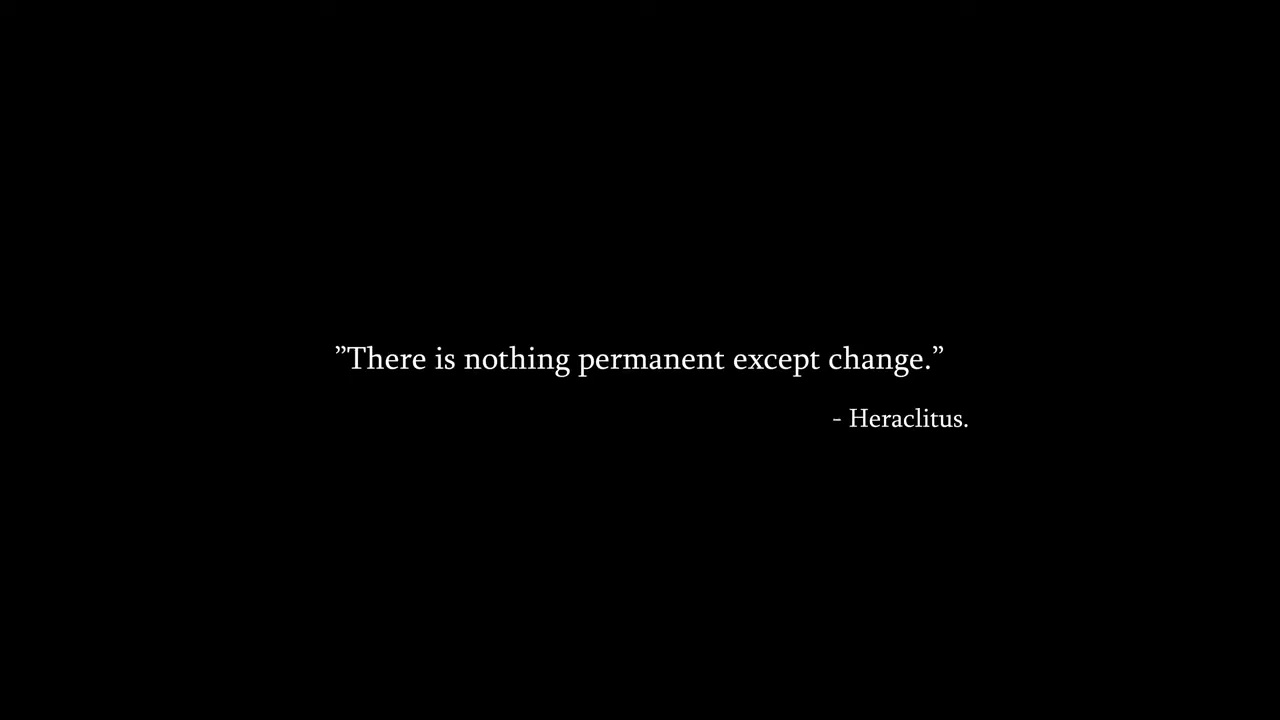 ”There is nothing permanent except change.”
- Heraclitus.